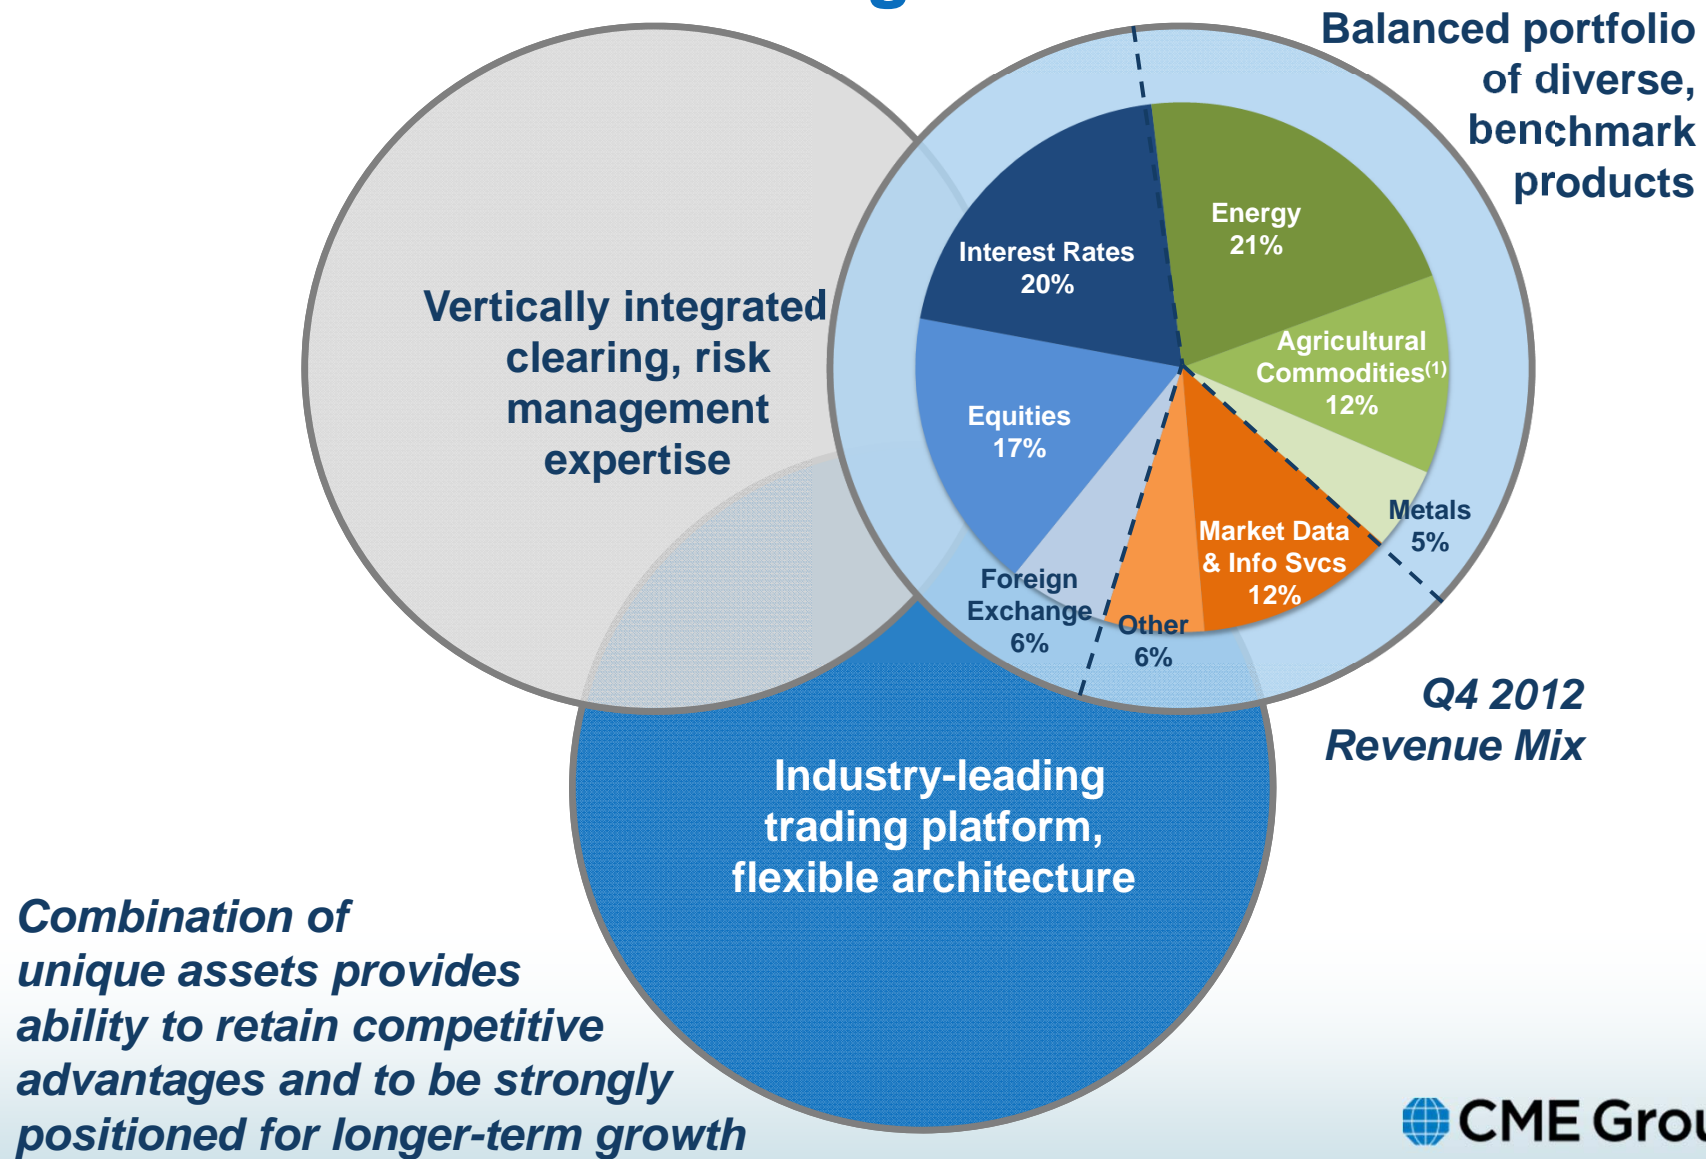 Balanced portfolio
of diverse,
benchmark
products
Energy
21%
Interest Rates
20%
Agricultural
Commodities(1)
12%
Equities
17%
Metals
5%
Market Data
& Info Svcs
12%
Foreign
Exchange
6%
Other
6%
Vertically integrated
clearing, risk
management
expertise
Q4 2012
Revenue Mix
Industry-leading
trading platform,
flexible architecture
Combination of
unique assets provides
ability to retain competitive
advantages and to be strongly
positioned for longer-term growth
CME